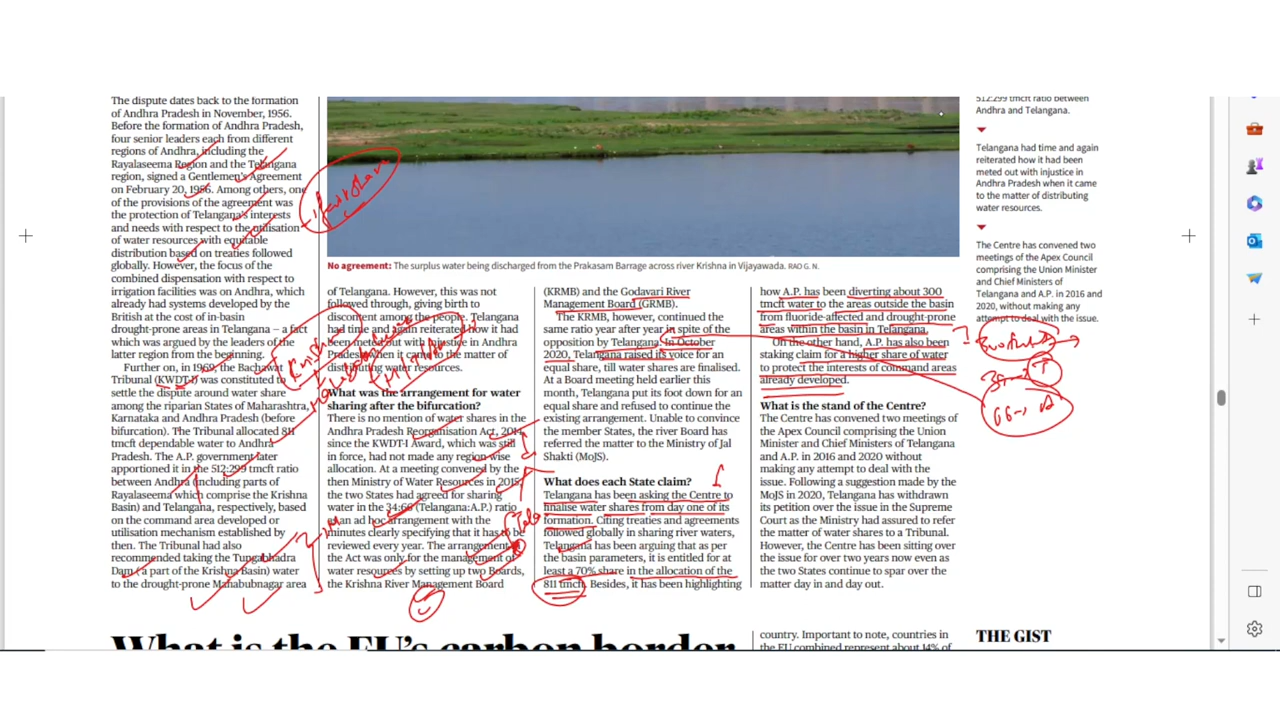 The dispute dates back to the formation
of Andhra Pradesh in November, 1956.
Before the formation of Andhra Pradesh,
four senior leaders each from different
regions of Andhra, including the
Rayalaseema Region and the Telangana
region, signed a Gentlemen's Agreement
on February 20, 1956. Among others, one
of the provisions of the agreement was
the protection of Telangana's interests
and needs with respect to the utilisation
of water resources with equitable
distribution based on treaties followed
globally. However, the focus of the
combined dispensation with respect to
irrigation facilities was on Andhra, which
already had systems developed by the
British at the cost of in-basin
drought-prone areas in Telangana — a fact
which was argued by the leaders of the
latter region from the beginning.
Further on, in 1969, the Bachawat
Tribunal (KWDT-I) was constituted to
settle the dispute around water share
among the riparian States of Maharashtra,
Karnataka and Andhra Pradesh (before
bifurcation). The Tribunal allocated 811
tmcft dependable water to Andhra
Pradesh. The A.P. government later
apportioned it in the 512:299 tmcft ratio
between Andhra (including parts of
Rayalaseema which comprise the Krishna
Basin) and Telangana, respectively, based
on the command area developed or
utilisation mechanism established by
then. The Tribunal had also
recommended taking the Tungabhadra
Dam (a part of the Krishna Basin) water
to the drought-prone Mahabubnagar area
No agreement: The surplus water being discharged from the Prakasam Barrage across river Krishna in Vijayawada. RAO G. N.
of Telangana. However, this was not
followed through, giving birth to
discontent among the people. Telangana
had time and again reiterated how it had
been meted out with injustice in Andhra
Pradesh when it came to the matter of
distributing water resources.
What was the arrangement for water
sharing after the bifurcation?
There is no mention of water shares in the
Andhra Pradesh Reorganisation Act, 2014,
since the KWDT-I Award, which was still
in force, had not made any region-wise
allocation. At a meeting convened by the
then Ministry of Water Resources in 2015,
the two States had agreed for sharing
water in the 34:66 (Telangana:A.P.) ratio
as an ad hoc arrangement with the
minutes clearly specifying that it has to be
reviewed every year. The arrangement in
the Act was only for the management of
water resources by setting up two Boards,
the Krishna River Management Board
(KRMB) and the Godavari River
Management Board (GRMB).
The KRMB, however, continued the
same ratio year after year in spite of the
opposition by Telangana. In October
2020, Telangana raised its voice for an
equal share, till water shares are finalised.
At a Board meeting held earlier this
month, Telangana put its foot down for an
equal share and refused to continue the
existing arrangement. Unable to convince
the member States, the river Board has
referred the matter to the Ministry of Jal
Shakti (MoJS).
What does each State claim?
Telangana has been asking the Centre to
finalise water shares from day one of its
formation. Citing treaties and agreements
followed globally in sharing river waters,
Telangana has been arguing that as per
the basin parameters, it is entitled for at
least a 70% share in the allocation of the
811 tmcft. Besides, it has been highlighting
how A.P. has been diverting about 300
tmcft water to the areas outside the basin
from fluoride-affected and drought-prone
areas within the basin in Telangana.
On the other hand, A.P. has also been
staking claim for a higher share of water
to protect the interests of command areas
already developed.
What is the stand of the Centre?
The Centre has convened two meetings of
the Apex Council comprising the Union
Minister and Chief Ministers of Telangana
and A.P. in 2016 and 2020 without
making any attempt to deal with the
issue. Following a suggestion made by the
MoJS in 2020, Telangana has withdrawn
its petition over the issue in the Supreme
Court as the Ministry had assured to refer
the matter of water shares to a Tribunal.
However, the Centre has been sitting
over the issue for over two years now even as
the two States continue to spar over the
matter day in and day out.
512:299 tmcft ratio between
Andhra and Telangana.
Telangana had time and again
reiterated how it had been
meted out with injustice in
Andhra Pradesh when it came
to the matter of distributing
water resources.
The Centre has convened two
meetings of the Apex Council
comprising the Union Minister
and Chief Ministers of
Telangana and A.P. in 2016 and
2020, without making any
attempt to deal with the issue.
What is the EU's carbon border
country. Important to note, countries in
the EU combined represent about 14% of
THE GIST